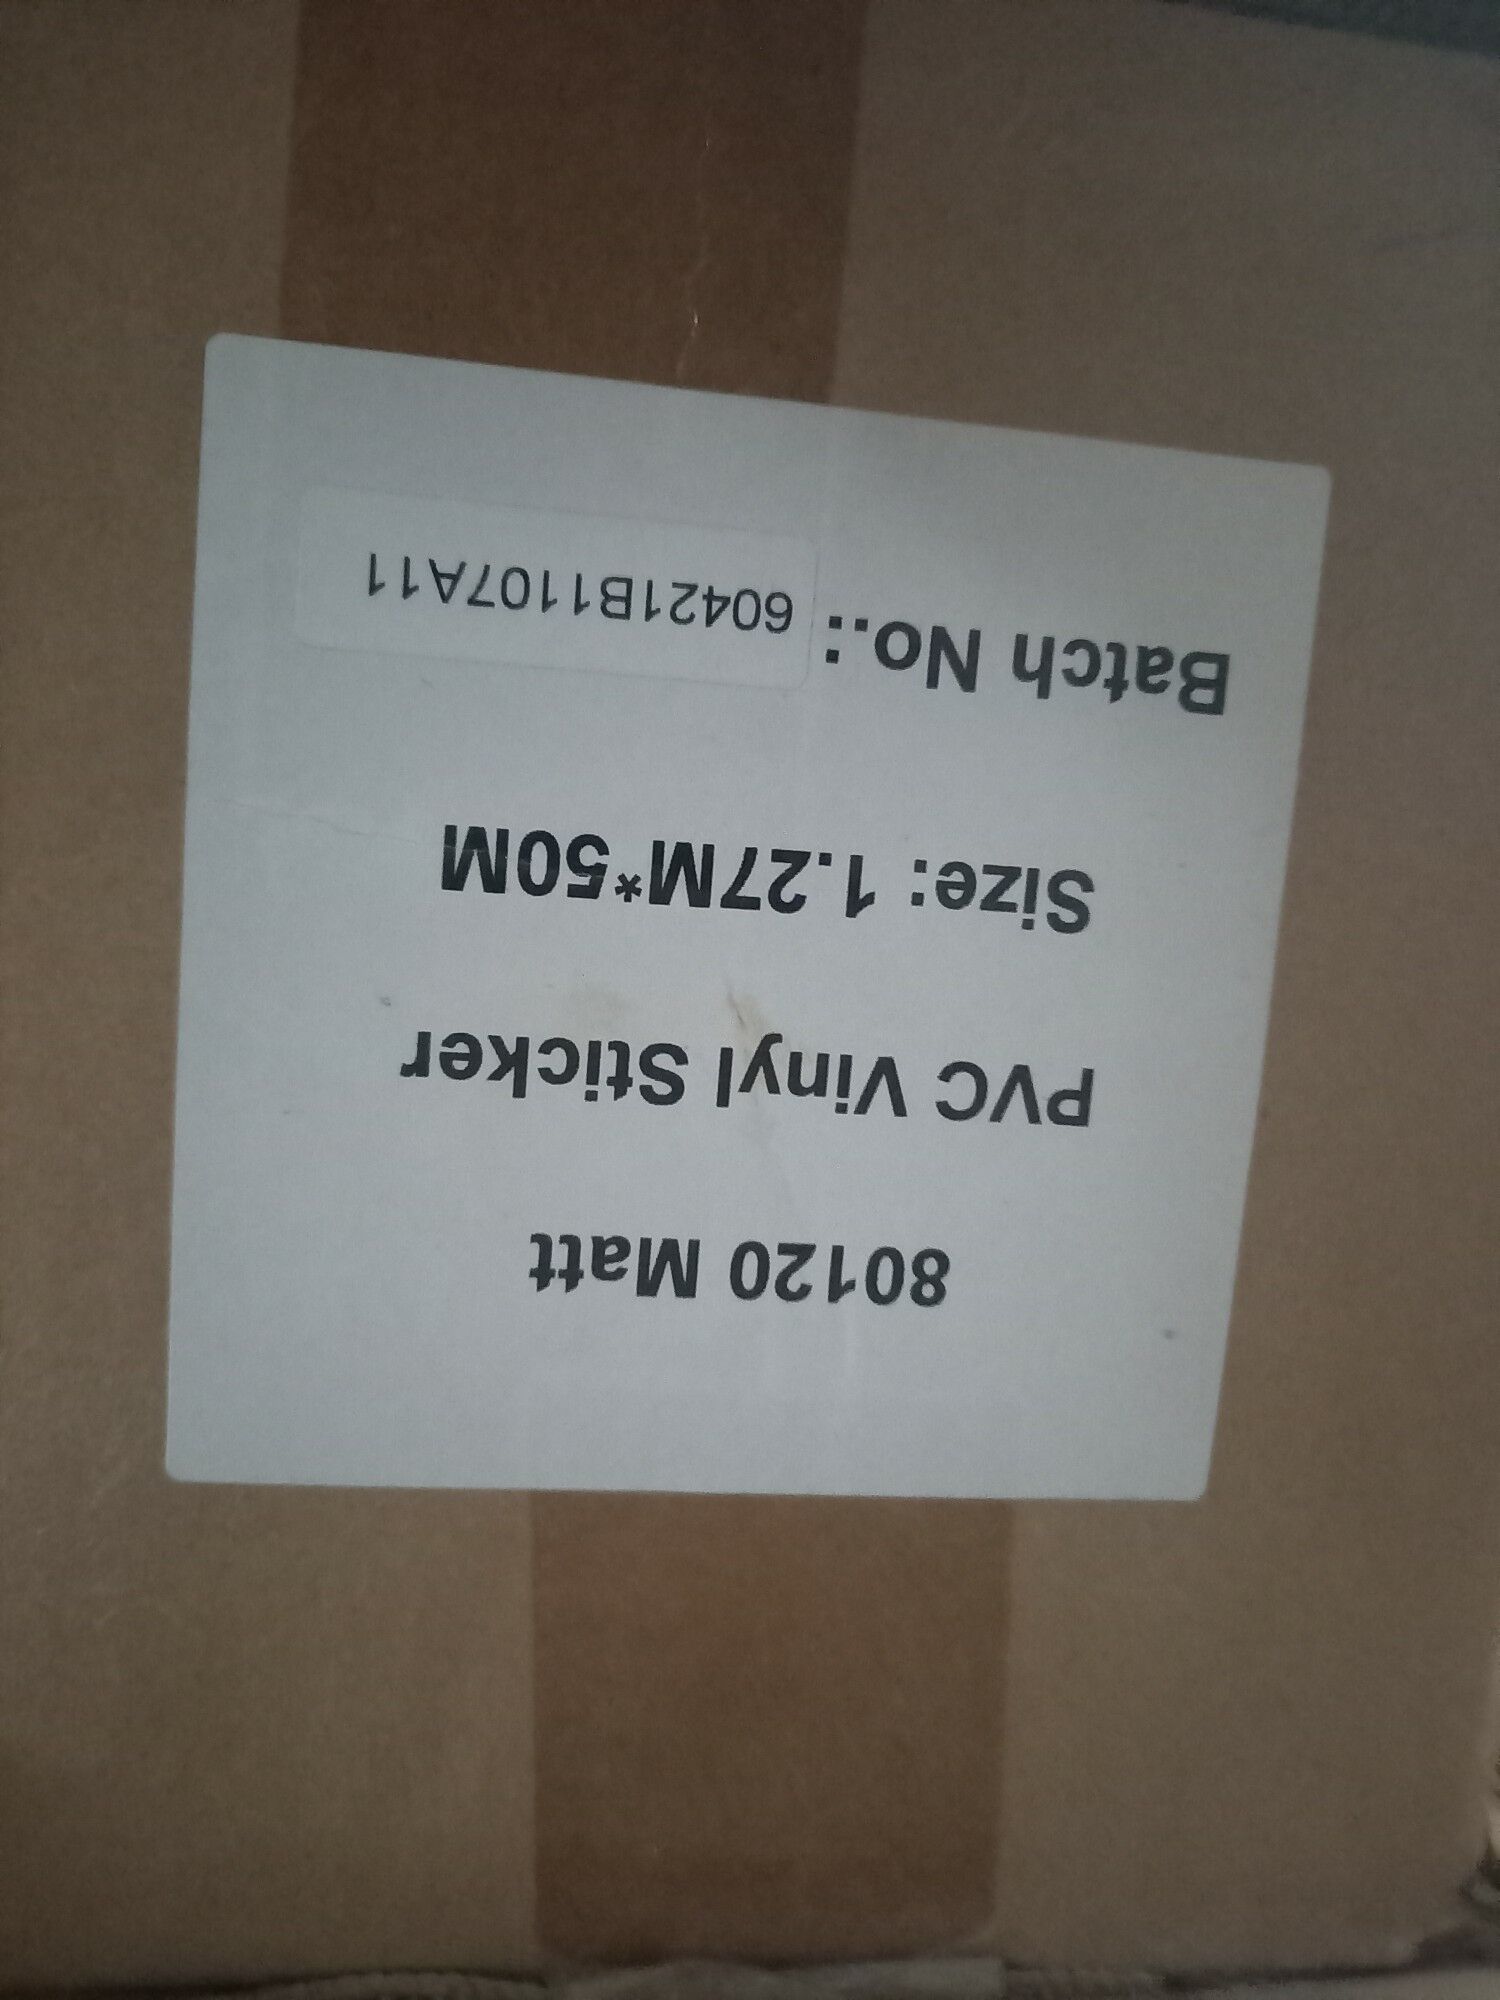 80120 Matt
PVC Vinyl Sticker
Size: 1.27M*50M
Batch No.: 60421B1107A11